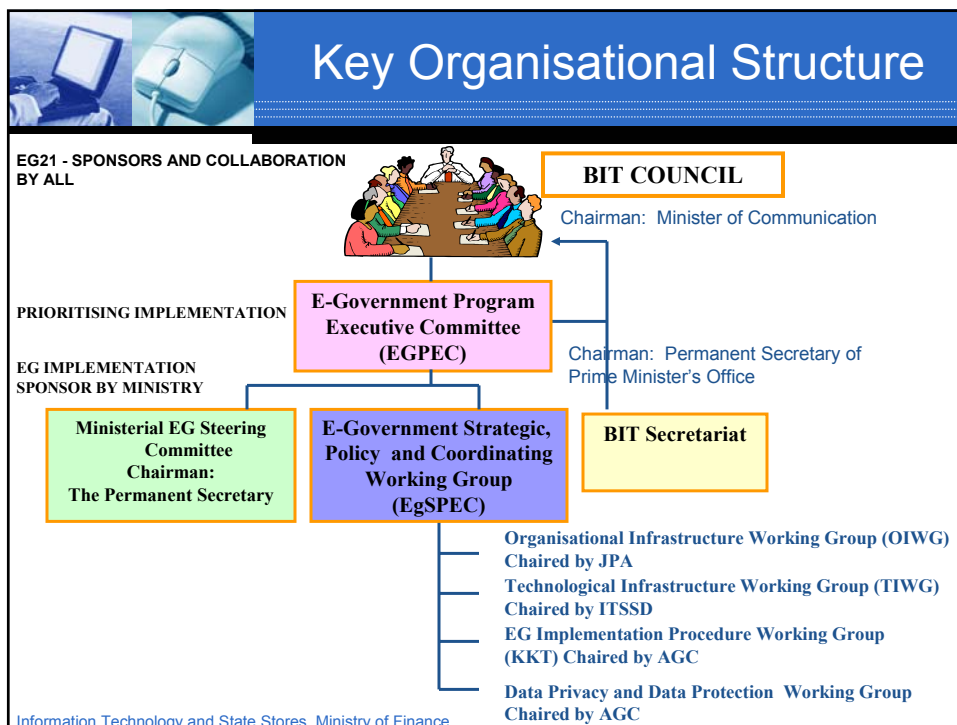 Key Organisational Structure
EG21 - SPONSORS AND COLLABORATION
BY ALL
BIT COUNCIL
Chairman: Minister of Communication
E-Government Program
Executive Committee
(EGPEC)
PRIORITISING IMPLEMENTATION
Chairman: Permanent Secretary of
Prime Minister's Office
EG IMPLEMENTATION
SPONSOR BY MINISTRY
Ministerial EG Steering
Committee
Chairman:
The Permanent Secretary
E-Government Strategic,
Policy and Coordinating
Working Group
(EgSPEC)
BIT Secretariat
Organisational Infrastructure Working Group (OIWG)
Chaired by JPA
Technological Infrastructure Working Group (TIWG)
Chaired by ITSSD
EG Implementation Procedure Working Group
(KKT) Chaired by AGC
Data Privacy and Data Protection Working Group
Chaired by AGC
Information Technology and State Stores, Ministry of Finance